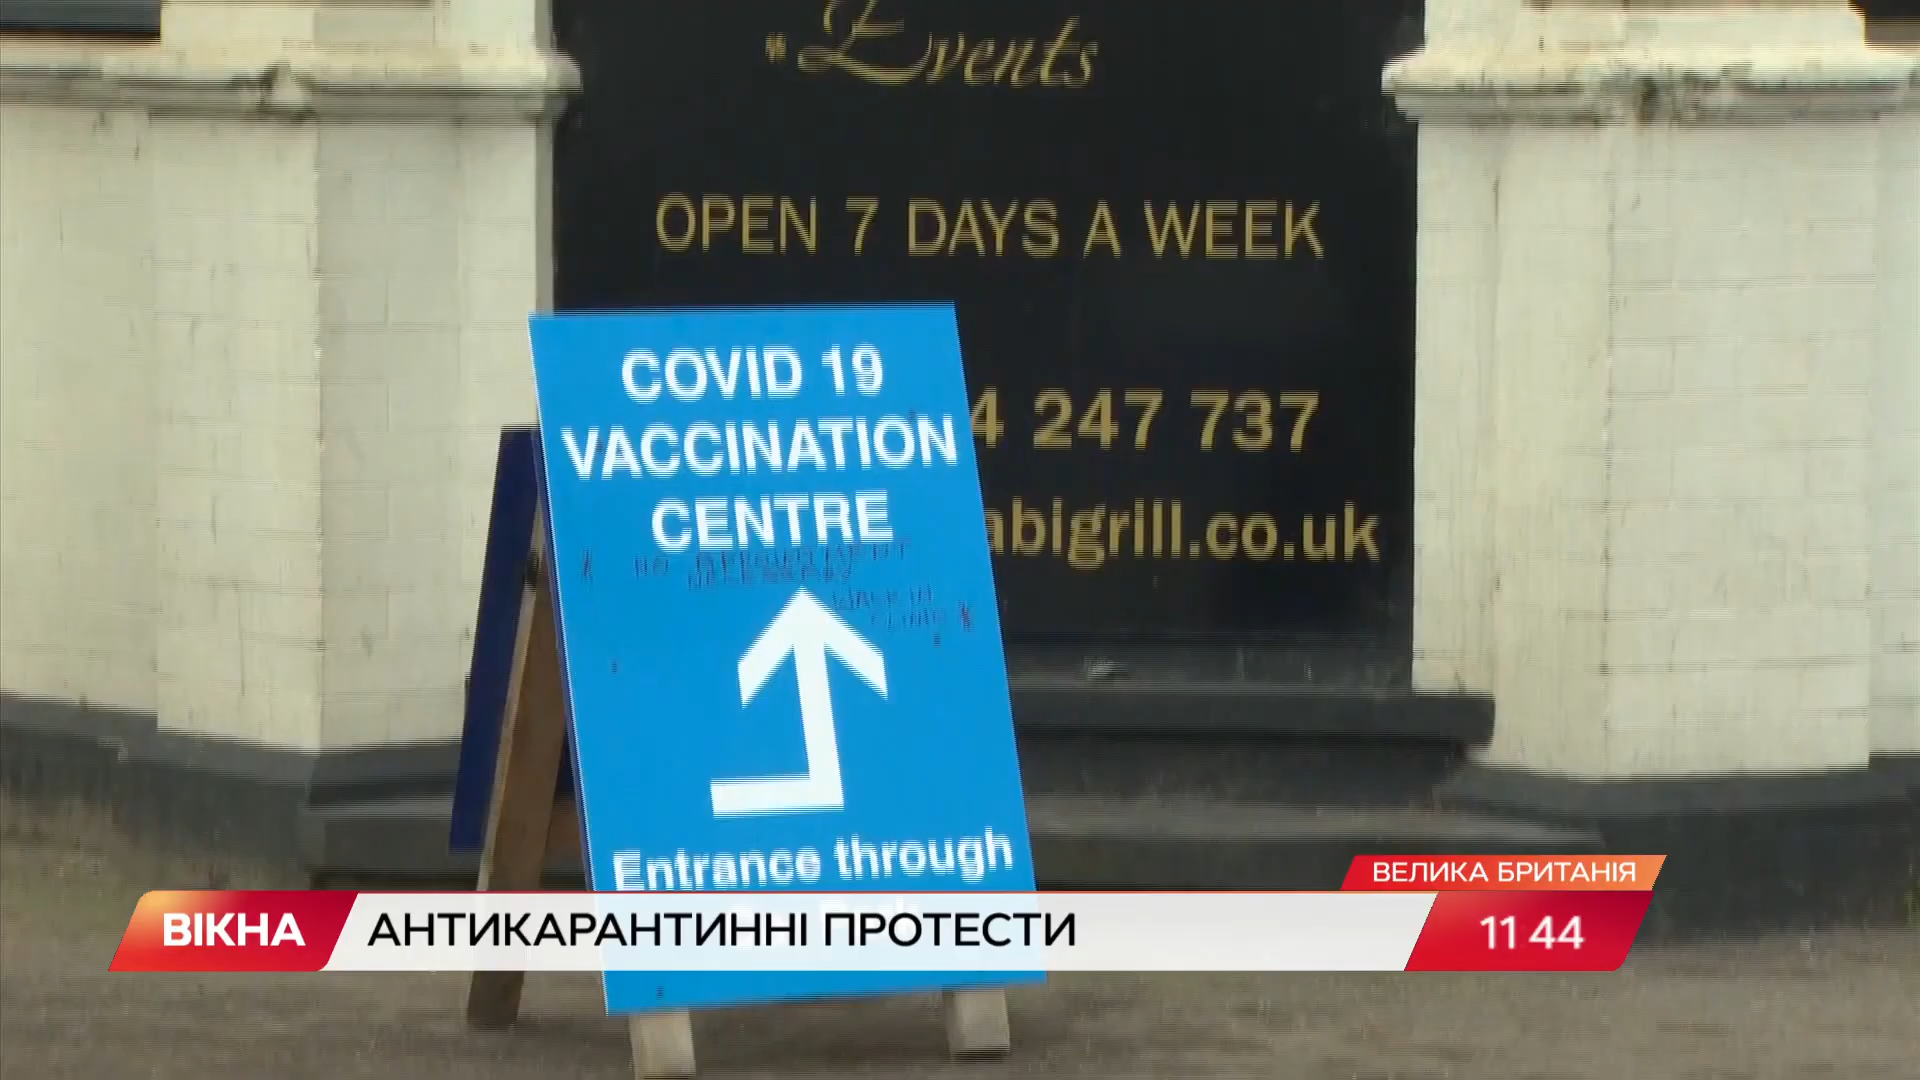 Events
OPEN 7 DAYS A WEEK
4 247 737
abigrill.co.uk
COVID 19
VACCINATION
CENTRE
NO
Entrance through
ВЕЛИКА БРИТАНІЯ
ВІКНА
АНТИКАРАНТИННІ ПРОТЕСТИ
11 44